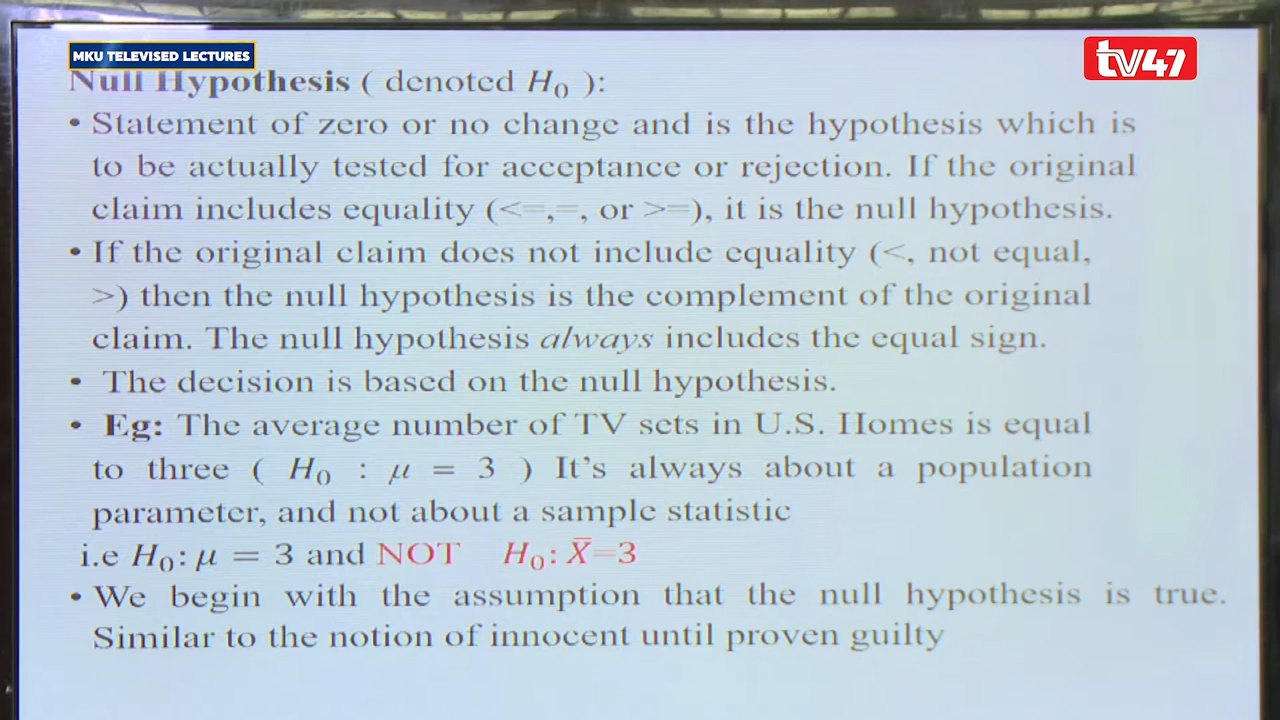 MKU TELEVISED LECTURES
tv47
Null Hypothesis ( denoted H₀ ):
• Statement of zero or no change and is the hypothesis which is
to be actually tested for acceptance or rejection. If the original
claim includes equality (<=,=, or >=), it is the null hypothesis.
• If the original claim does not include equality (<, not equal,
>) then the null hypothesis is the complement of the original
claim. The null hypothesis always includes the equal sign.
• The decision is based on the null hypothesis.
• Eg: The average number of TV sets in U.S. Homes is equal
to three ( H₀ : μ = 3 ) It's always about a population
parameter, and not about a sample statistic
i.e H₀: μ = 3 and NOT H₀: X̄=3
• We begin with the assumption that the null hypothesis is true.
Similar to the notion of innocent until proven guilty